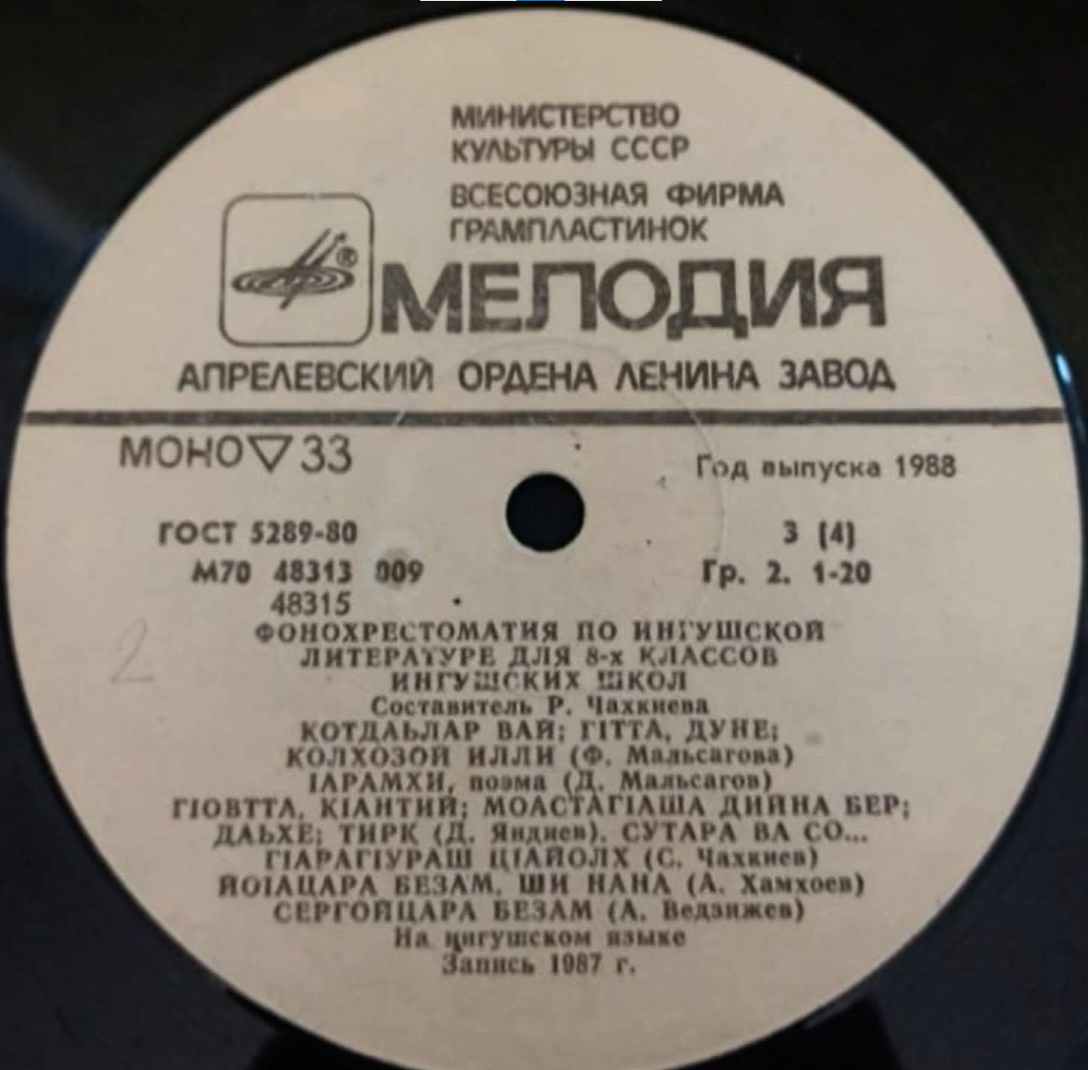 МИНИСТЕРСТВО
КУЛЬТУРЫ СССР
ВСЕСОЮЗНАЯ ФИРМА
ГРАМПЛАСТИНОК
®
МЕЛОДИЯ
АПРЕЛЕВСКИЙ ОРДЕНА ЛЕНИНА ЗАВОД
МОНО ▽ 33
Год выпуска 1988
ГОСТ 5289-80
3 (4)
М70 48313 009
Гр. 2. 1-20
48315
2
ФОНОХРЕСТОМАТИЯ ПО ИНГУШСКОЙ
ЛИТЕРАТУРЕ ДЛЯ 8-х КЛАССОВ
ИНГУШСКИХ ШКОЛ
Составитель Р. Чахкиева
КОТДАЬЛАР ВАЙ; ГIТТА, ДУНЕ;
КОЛХОЗОЙ ИЛЛИ (Ф. Мальсагова)
IАРАМХИ, поэма (Д. Мальсагов)
ГIОВТТА, КIАНТИЙ; МОАСТАГIАША ДИЙНА БЕР;
ДАЬХЕ; ТИРК (Д. Яндиев). СУТАРА ВА СО...
ГIАРАГIУРАШ ЦIАЙОЛХ (С. Чахкиев)
ЙОIАЦАРА БЕЗАМ. ШИ НАНА (А. Хамхоев)
СЕРГОЙЦАРА БЕЗАМ (А. Ведзижев)
На ингушском языке
Запись 1987 г.